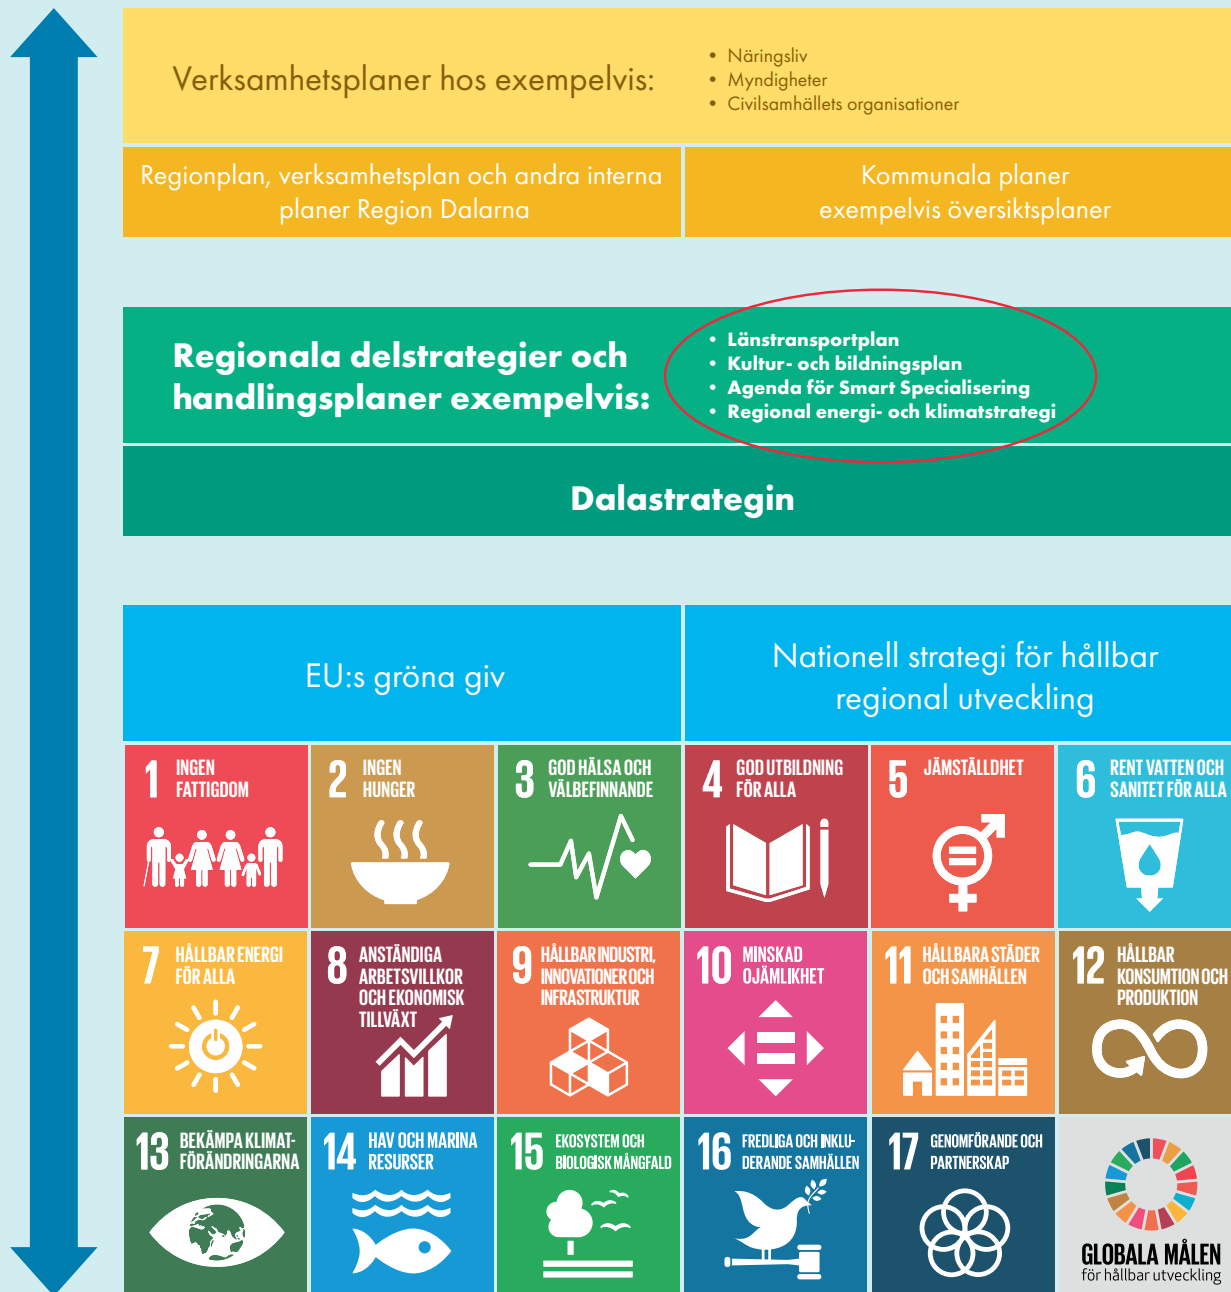 Verksamhetsplaner hos exempelvis:
• Näringsliv
• Myndigheter
• Civilsamhällets organisationer
Regionplan, verksamhetsplan och andra interna
planer Region Dalarna
Kommunala planer
exempelvis översiktsplaner
Regionala delstrategier och
handlingsplaner exempelvis:
• Länstransportplan
• Kultur- och bildningsplan
• Agenda för Smart Specialisering
• Regional energi- och klimatstrategi
Dalastrategin
EU:s gröna giv
Nationell strategi för hållbar
regional utveckling
1 INGEN
FATTIGDOM
2 INGEN
HUNGER
3 GOD HÄLSA OCH
VÄLBEFINNANDE
4 GOD UTBILDNING
FÖR ALLA
5 JÄMSTÄLLDHET
6 RENT VATTEN OCH
SANITET FÖR ALLA
7 HÅLLBAR ENERGI
FÖR ALLA
8 ANSTÄNDIGA
ARBETSVILLKOR
OCH EKONOMISK
TILLVÄXT
9 HÅLLBAR INDUSTRI,
INNOVATIONER OCH
INFRASTRUKTUR
10 MINSKAD
OJÄMLIKHET
11 HÅLLBARA STÄDER
OCH SAMHÄLLEN
12 HÅLLBAR
KONSUMTION OCH
PRODUKTION
13 BEKÄMPA KLIMAT-
FÖRÄNDRINGARNA
14 HAV OCH MARINA
RESURSER
15 EKOSYSTEM OCH
BIOLOGISK MÅNGFALD
16 FREDLIGA OCH INKLU-
DERANDE SAMHÄLLEN
17 GENOMFÖRANDE OCH
PARTNERSKAP
GLOBALA MÅLEN
för hållbar utveckling